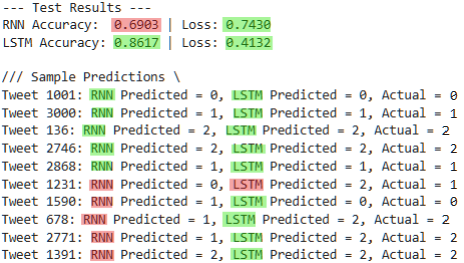 --- Test Results ---
RNN Accuracy: 0.6903 | Loss: 0.7430
LSTM Accuracy: 0.8617 | Loss: 0.4132
/// Sample Predictions \
Tweet 1001: RNN Predicted = 0, LSTM Predicted = 0, Actual = 0
Tweet 3000: RNN Predicted = 1, LSTM Predicted = 1, Actual = 1
Tweet 136: RNN Predicted = 2, LSTM Predicted = 2, Actual = 2
Tweet 2746: RNN Predicted = 2, LSTM Predicted = 2, Actual = 2
Tweet 2868: RNN Predicted = 1, LSTM Predicted = 1, Actual = 1
Tweet 1231: RNN Predicted = 0, LSTM Predicted = 2, Actual = 1
Tweet 1590: RNN Predicted = 1, LSTM Predicted = 0, Actual = 0
Tweet 678: RNN Predicted = 1, LSTM Predicted = 2, Actual = 2
Tweet 2771: RNN Predicted = 1, LSTM Predicted = 2, Actual = 2
Tweet 1391: RNN Predicted = 2, LSTM Predicted = 2, Actual = 2